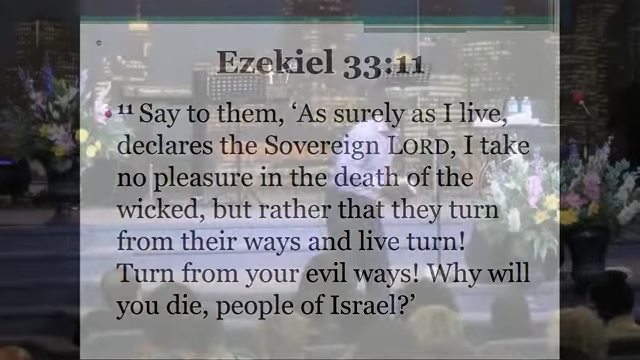 Ezekiel 33:11
11 Say to them, ‘As surely as I live,
declares the Sovereign LORD, I take
no pleasure in the death of the
wicked, but rather that they turn
from their ways and live turn!
Turn from your evil ways! Why will
you die, people of Israel?’